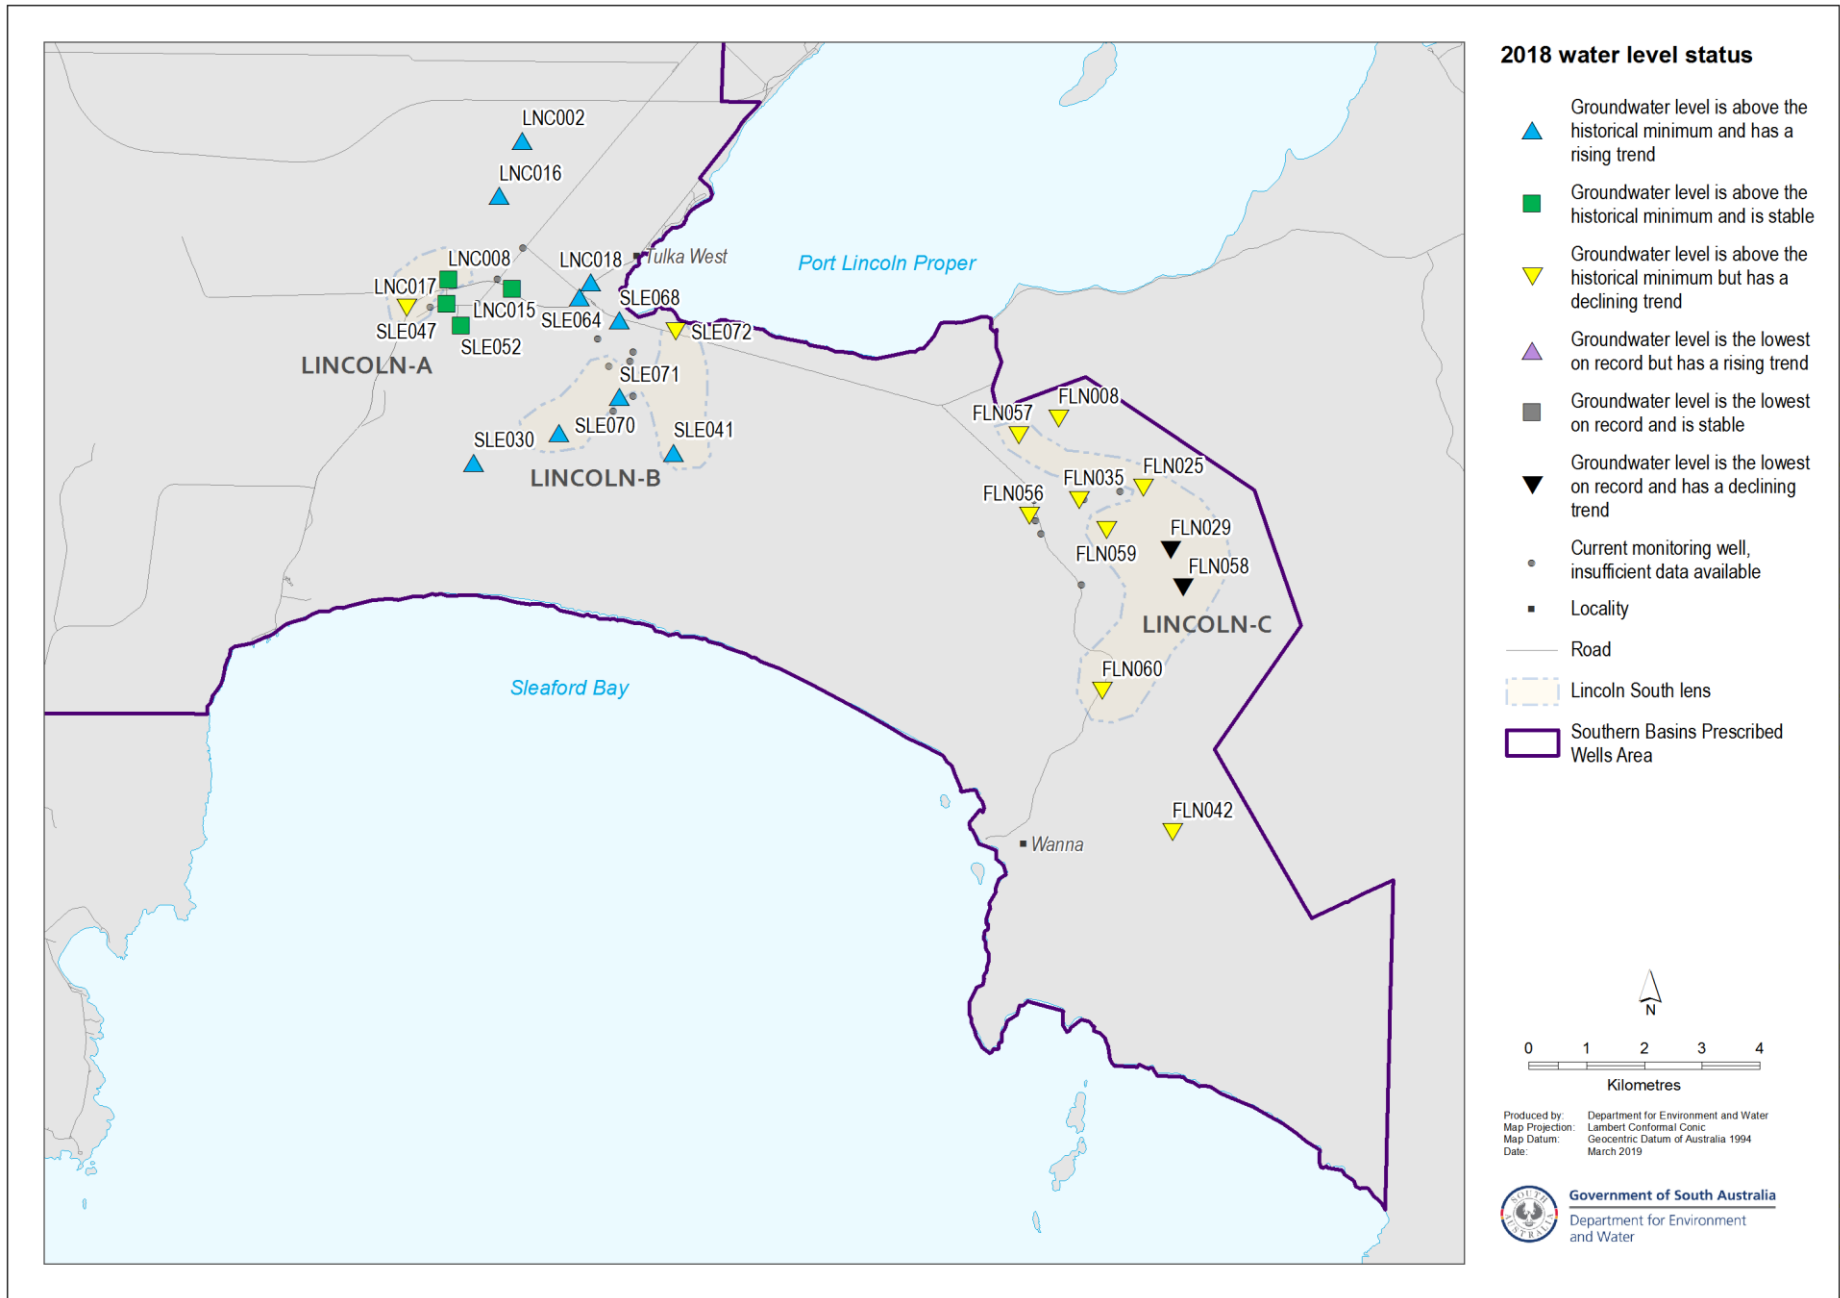 LNC002
LNC016
Tulka West
LNC008
LNC018
Port Lincoln Proper
LNC017
SLE068
LNC015
SLE064
SLE047
SLE072
SLE052
LINCOLN-A
SLE071
FLN008
FLN057
SLE070
SLE041
SLE030
LINCOLN-B
FLN025
FLN035
FLN056
FLN029
FLN059
FLN058
LINCOLN-C
FLN060
Sleaford Bay
FLN042
Wanna
2018 water level status
Groundwater level is above the
historical minimum and has a
rising trend
Groundwater level is above the
historical minimum and is stable
Groundwater level is above the
historical minimum but has a
declining trend
Groundwater level is the lowest
on record but has a rising trend
Groundwater level is the lowest
on record and is stable
Groundwater level is the lowest
on record and has a declining
trend
Current monitoring well,
insufficient data available
Locality
Road
Lincoln South lens
Southern Basins Prescribed
Wells Area
N
0 1 2 3 4
Kilometres
Produced by: Department for Environment and Water
Map Projection: Lambert Conformal Conic
Map Datum: Geocentric Datum of Australia 1994
Date: March 2019
SOUTH AUSTRALIA
Government of South Australia
Department for Environment
and Water